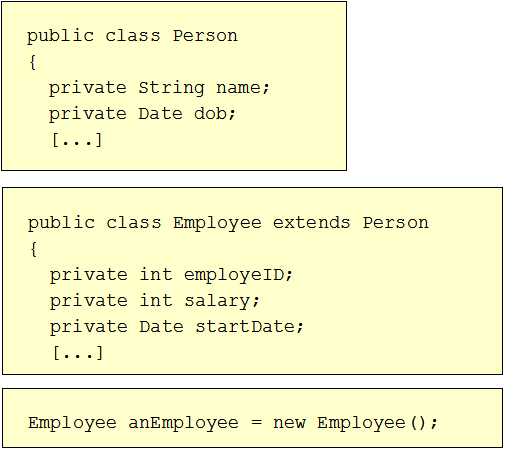 public class Person
{
private String name;
private Date dob;
[...]
public class Employee extends Person
{
private int employeID;
private int salary;
private Date startDate;
[...]
Employee anEmployee = new Employee();